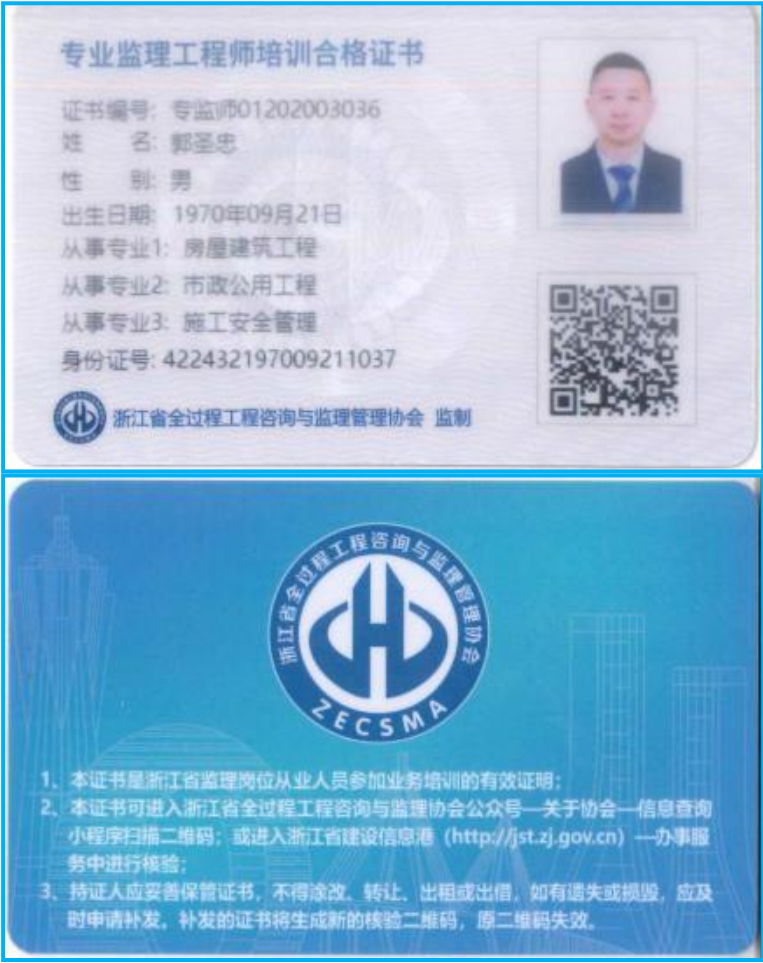 专业监理工程师培训合格证书
证书编号：专监师01202003036
姓 名：郭圣忠
性 别：男
出生日期：1970年09月21日
从事专业1：房屋建筑工程
从事专业2：市政公用工程
从事专业3：施工安全管理
身份证号：422432197009211037
浙江省全过程工程咨询与监理管理协会 监制
浙江省全过程工程咨询与监理管理协会
ZECSMA
1、本证书是浙江省监理岗位从业人员参加业务培训的有效证明；
2、本证书可进入浙江省全过程工程咨询与监理协会公众号—关于协会—信息查询
小程序扫描二维码；或进入浙江省建设信息港（http://jst.zj.gov.cn）—办事服
务中进行核验；
3、持证人应妥善保管证书，不得涂改、转让、出租或出借，如有遗失或损毁，应及
时申请补发。补发的证书将生成新的核验二维码，原二维码失效。